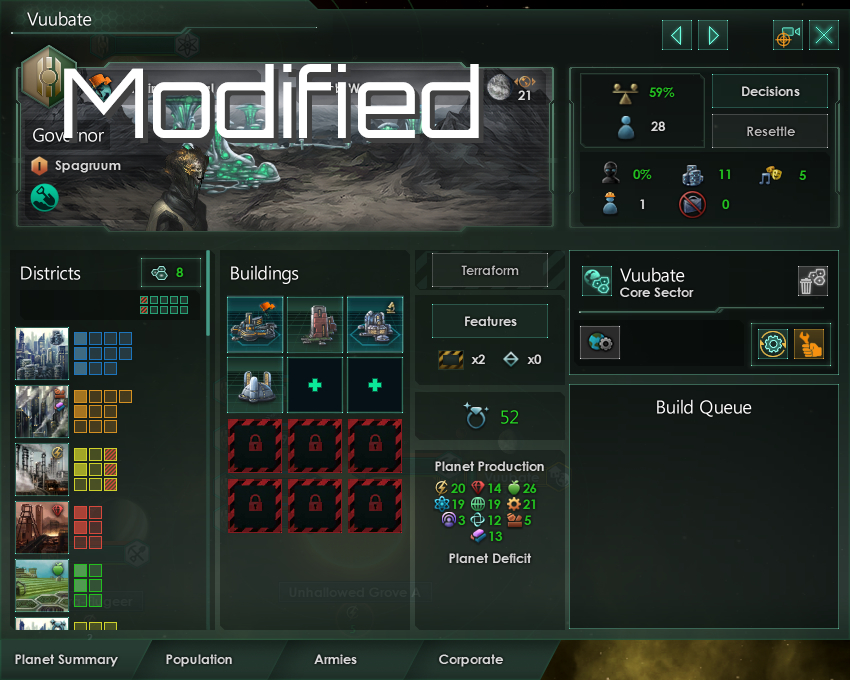 Vuubate
Modified
21
Governor
Spagruum
59%
28
Decisions
Resettle
0%
11
5
1
0
Districts
8
Buildings
Terraform
Features
x2
x0
52
Planet Production
20 14 26
19 19 21
3 12 5
13
Planet Deficit
Vuubate
Core Sector
Build Queue
Unhallowed Grove A
Planet Summary
Population
Armies
Corporate